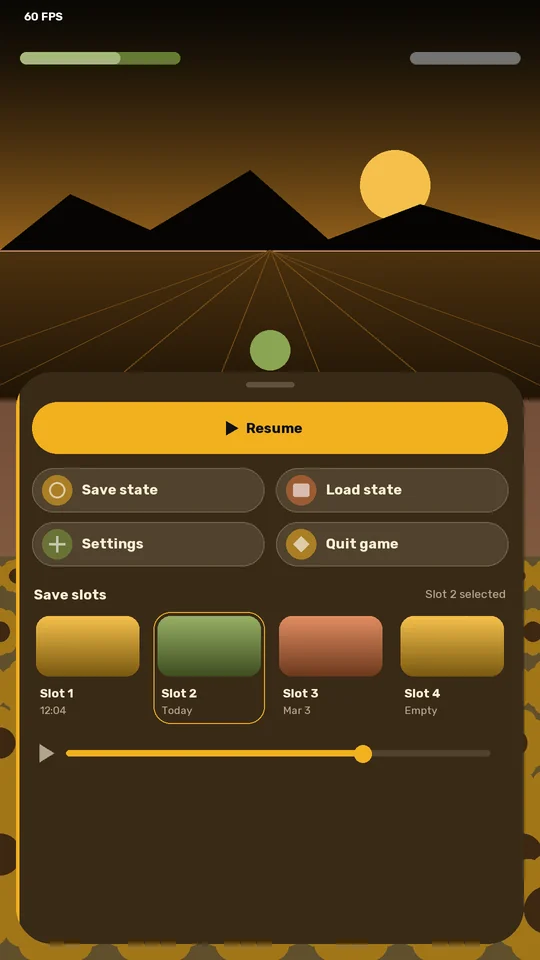 60 FPS
Resume
Save state
Load state
Settings
Quit game
Save slots
Slot 2 selected
Slot 1
12:04
Slot 2
Today
Slot 3
Mar 3
Slot 4
Empty